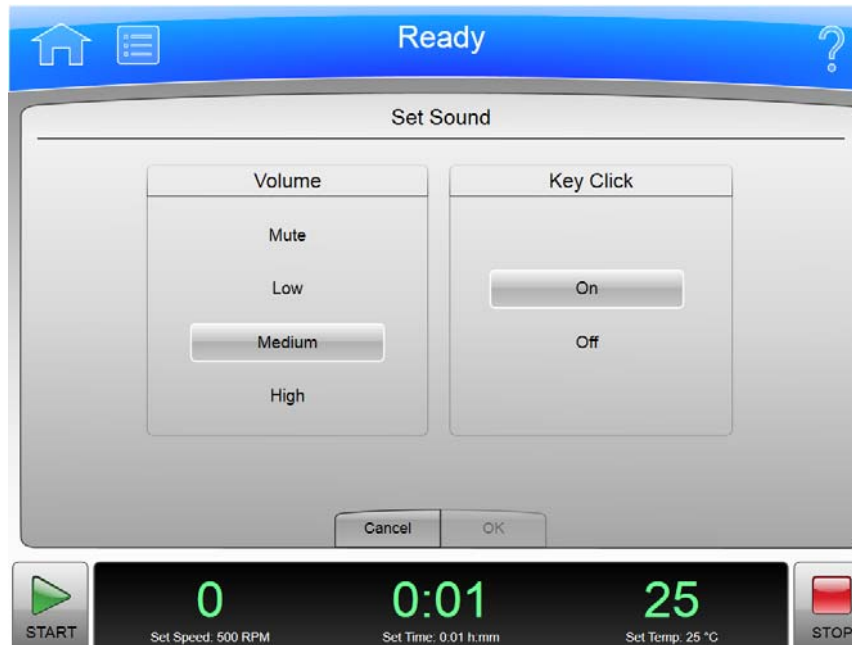 Ready
Set Sound
Volume
Key Click
Mute
Low
On
Medium
Off
High
Cancel
OK
START
0
0:01
25
STOP
Set Speed: 500 RPM
Set Time: 0:01 h:mm
Set Temp: 25 °C